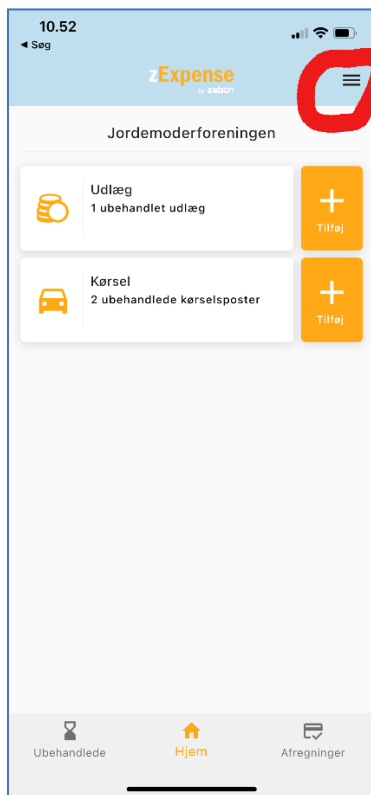 10.52
◀ Søg
zExpense
by zabon
Jordemoderforeningen
Udlæg
1 ubehandlet udlæg
Tilføj
Kørsel
2 ubehandlede kørselsposter
Tilføj
Ubehandlede
Hjem
Afregninger